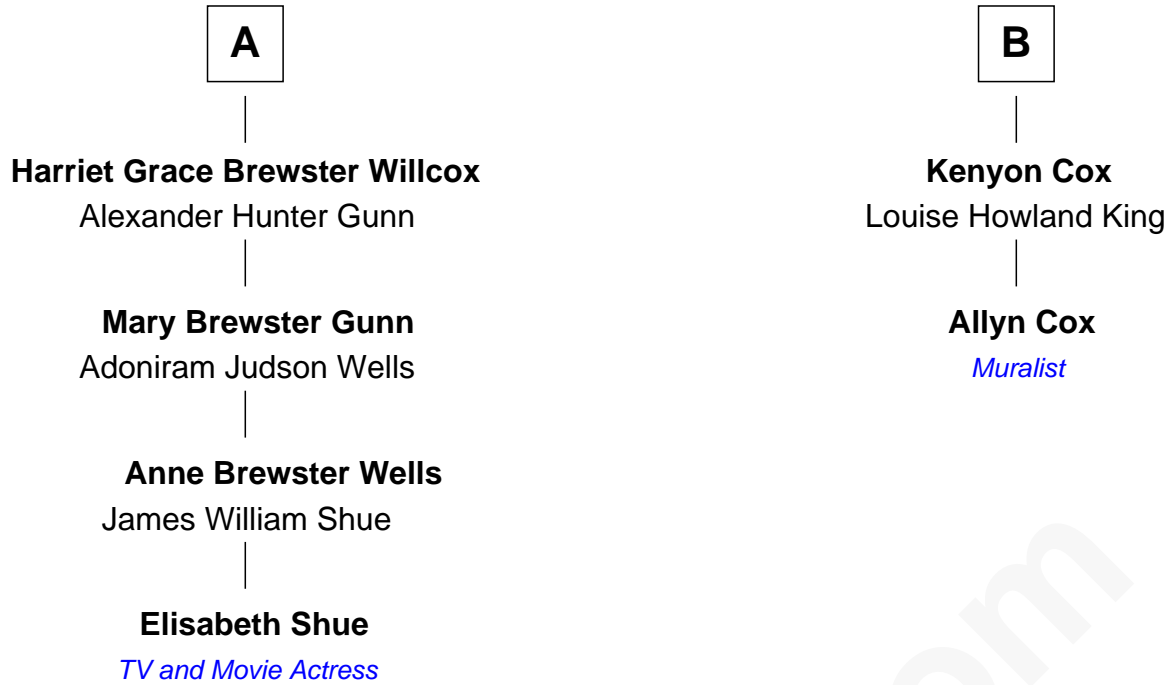 A
Harriet Grace Brewster Willcox
Alexander Hunter Gunn
Mary Brewster Gunn
Adoniram Judson Wells
Anne Brewster Wells
James William Shue
Elisabeth Shue
TV and Movie Actress
B
Kenyon Cox
Louise Howland King
Allyn Cox
Muralist
om